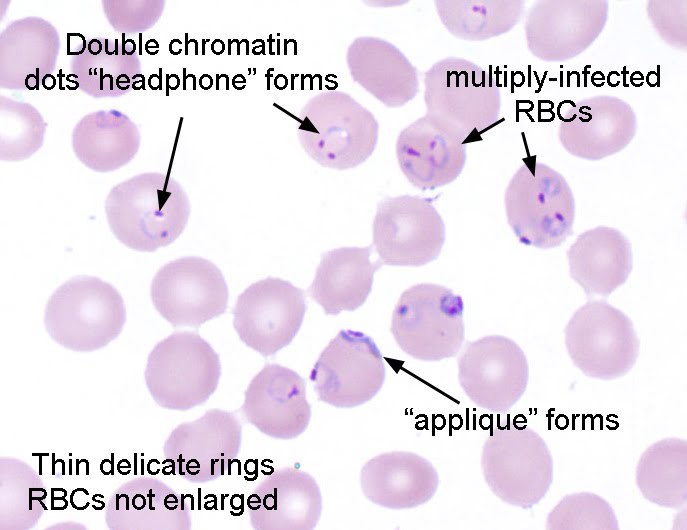 Double chromatin
dots “headphone” forms
multiply-infected
RBCs
“applique” forms
Thin delicate rings
RBCs not enlarged